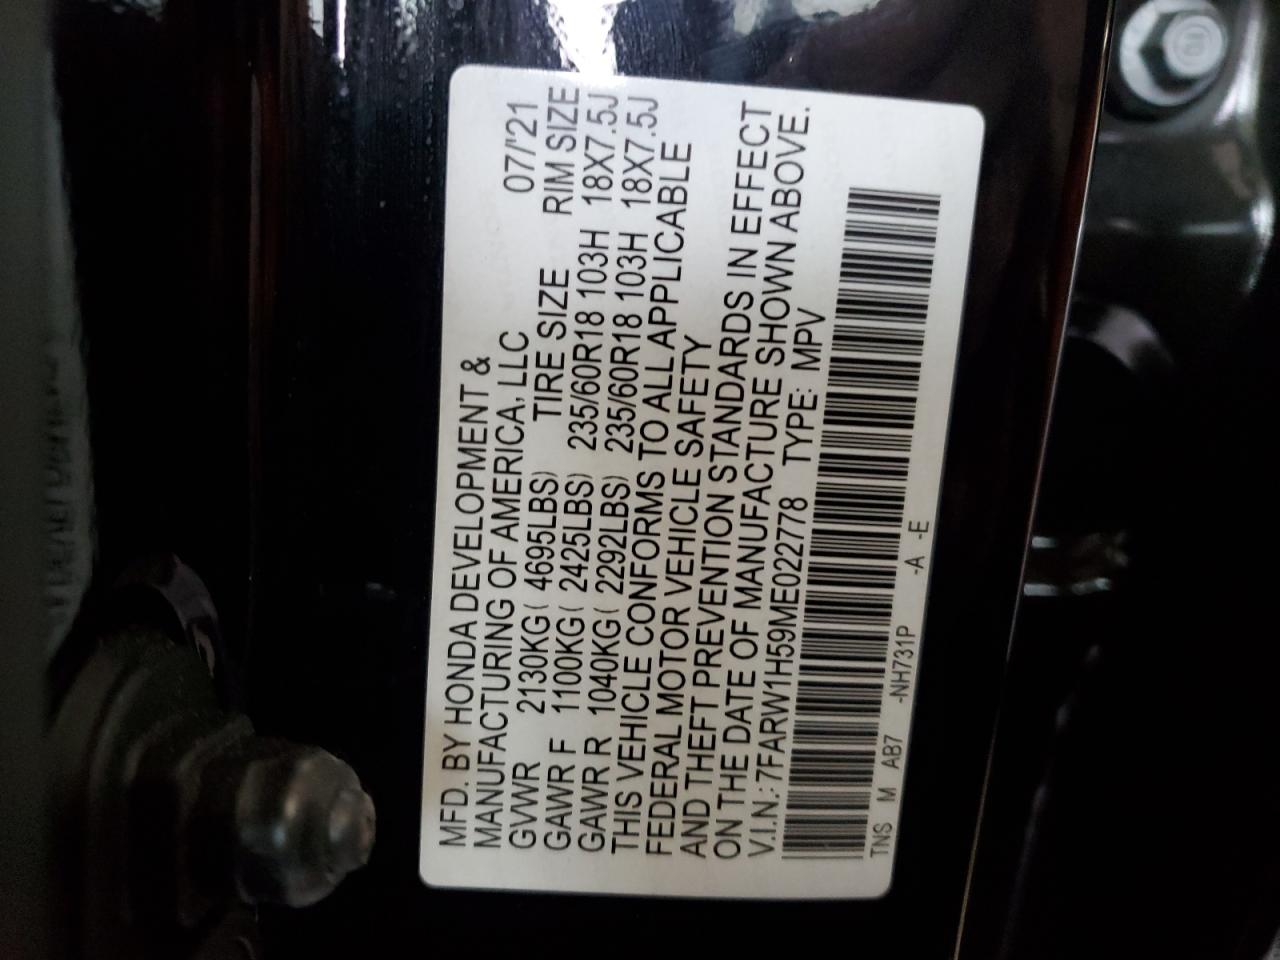 MFD. BY HONDA DEVELOPMENT &
MANUFACTURING OF AMERICA, LLC 07/'21
GVWR 2130KG( 4695LBS) TIRE SIZE RIM SIZE
GAWR F 1100KG( 2425LBS) 235/60R18 103H 18X7.5J
GAWR R 1040KG( 2292LBS) 235/60R18 103H 18X7.5J
THIS VEHICLE CONFORMS TO ALL APPLICABLE
FEDERAL MOTOR VEHICLE SAFETY
AND THEFT PREVENTION STANDARDS IN EFFECT
ON THE DATE OF MANUFACTURE SHOWN ABOVE.
V.I.N.:7FARW1H59ME022778 TYPE: MPV
TNS M AB7 -NH731P -A -E